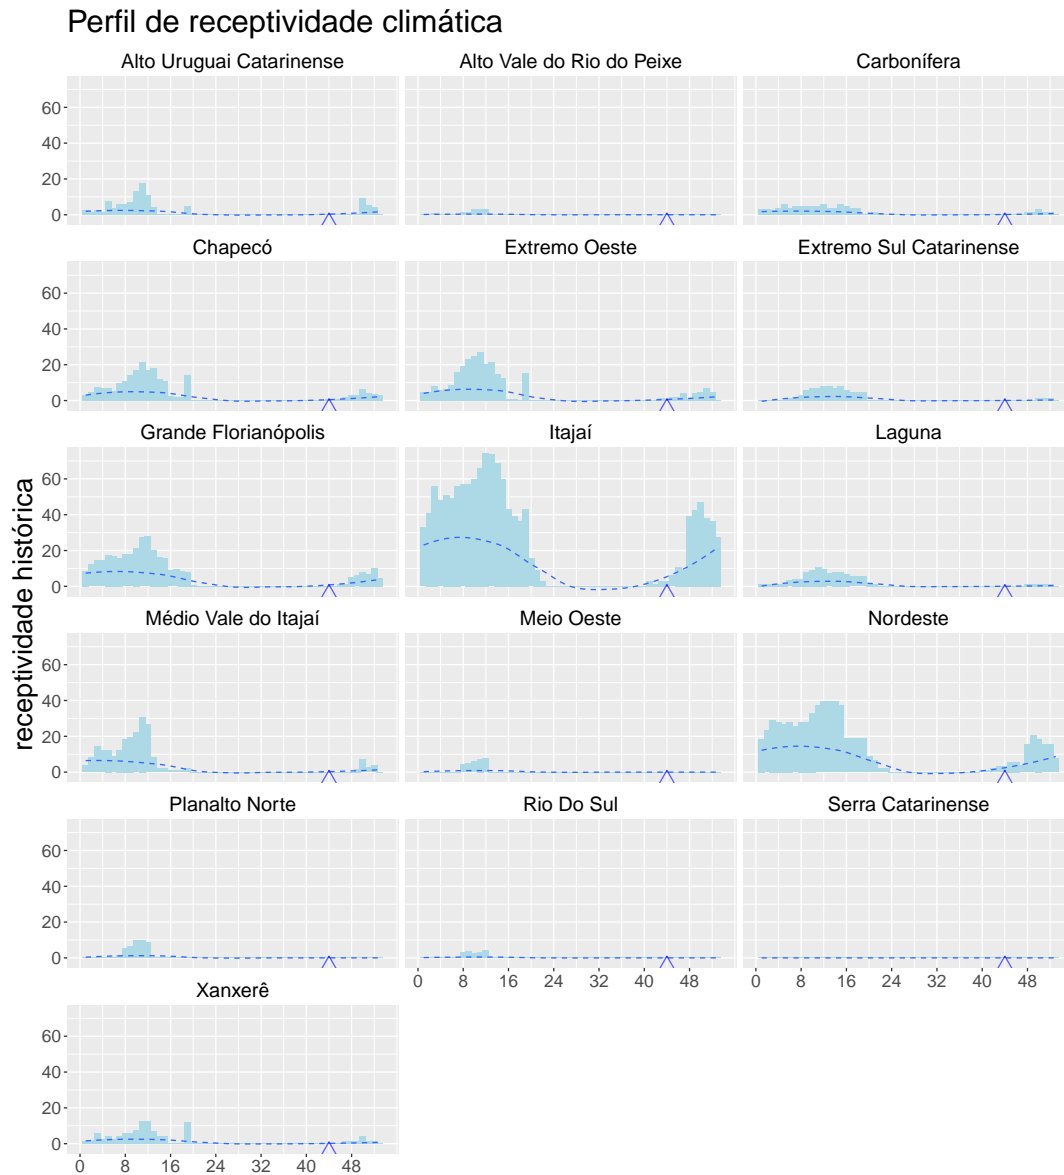 Perfil de receptividade climática
Alto Uruguai Catarinense
Alto Vale do Rio do Peixe
Carbonífera
60
40
20
0
Chapecó
Extremo Oeste
Extremo Sul Catarinense
60
40
20
0
Grande Florianópolis
Itajaí
Laguna
60
40
20
0
receptividade histórica
Médio Vale do Itajaí
Meio Oeste
Nordeste
60
40
20
0
Planalto Norte
Rio Do Sul
Serra Catarinense
60
40
20
0
0 8 16 24 32 40 48
0 8 16 24 32 40 48
Xanxerê
60
40
20
0
0 8 16 24 32 40 48